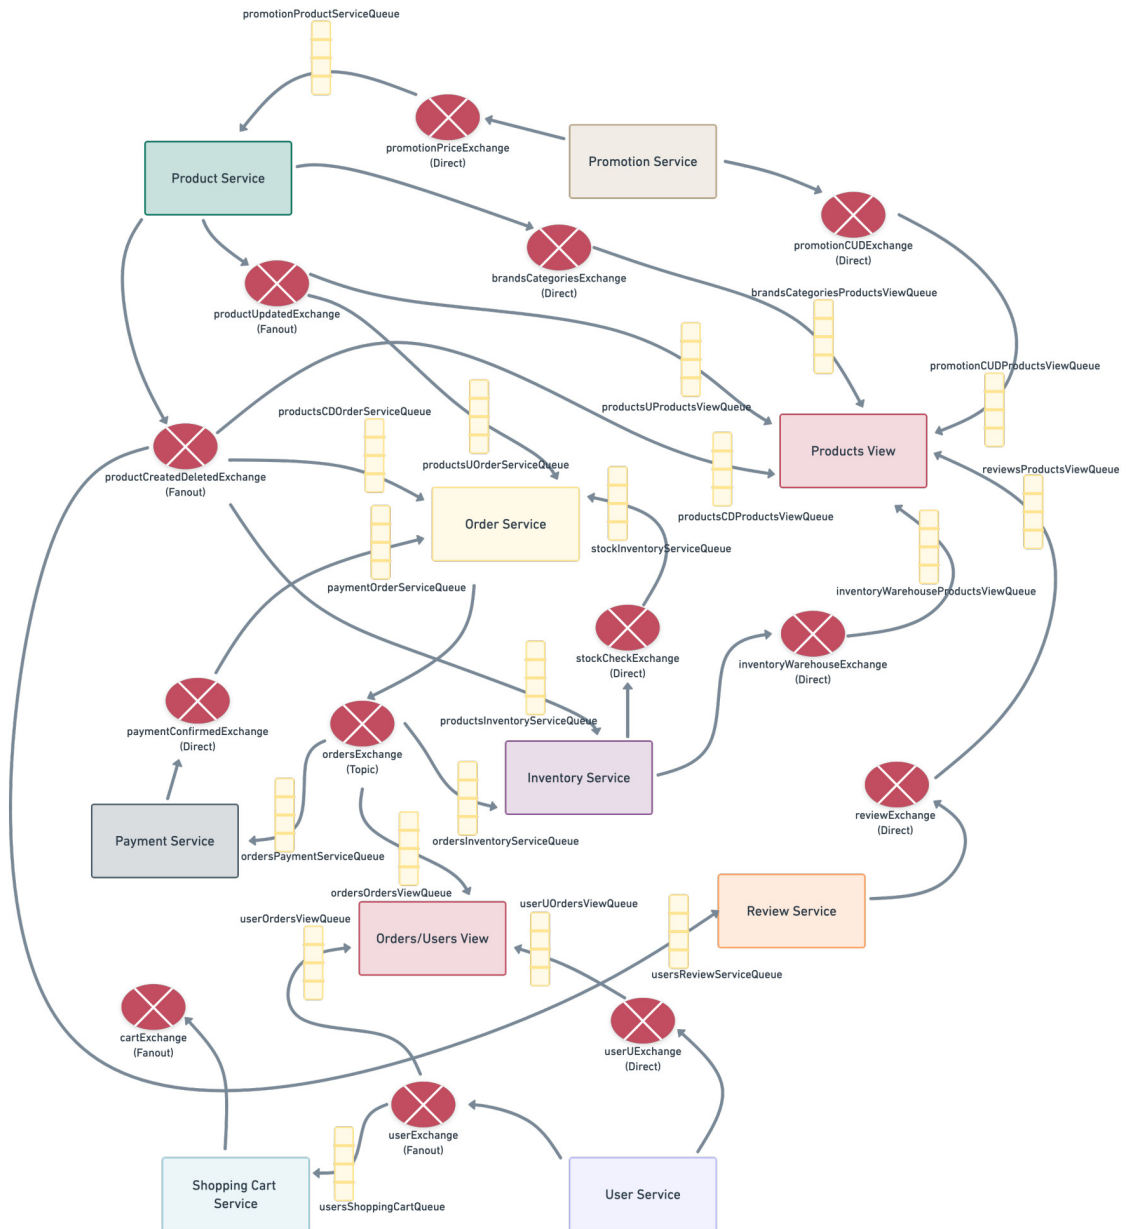 promotionProductServiceQueue
promotionPriceExchange
(Direct)
Promotion Service
Product Service
promotionCUDExchange
(Direct)
brandsCategoriesExchange
(Direct)
brandsCategoriesProductsViewQueue
productUpdatedExchange
(Fanout)
promotionCUDProductsViewQueue
productsCDOrderServiceQueue
productsUProductsViewQueue
Products View
productsUOrderServiceQueue
reviewsProductsViewQueue
productCreatedDeletedExchange
(Fanout)
productsCDProductsViewQueue
Order Service
stockInventoryServiceQueue
paymentOrderServiceQueue
inventoryWarehouseProductsViewQueue
stockCheckExchange
(Direct)
inventoryWarehouseExchange
(Direct)
productsInventoryServiceQueue
paymentConfirmedExchange
(Direct)
ordersExchange
(Topic)
Inventory Service
reviewExchange
(Direct)
Payment Service
ordersInventoryServiceQueue
ordersPaymentServiceQueue
ordersOrdersViewQueue
userOrdersViewQueue
userUOrdersViewQueue
Review Service
Orders/Users View
usersReviewServiceQueue
cartExchange
(Fanout)
userUExchange
(Direct)
userExchange
(Fanout)
Shopping Cart
Service
User Service
usersShoppingCartQueue